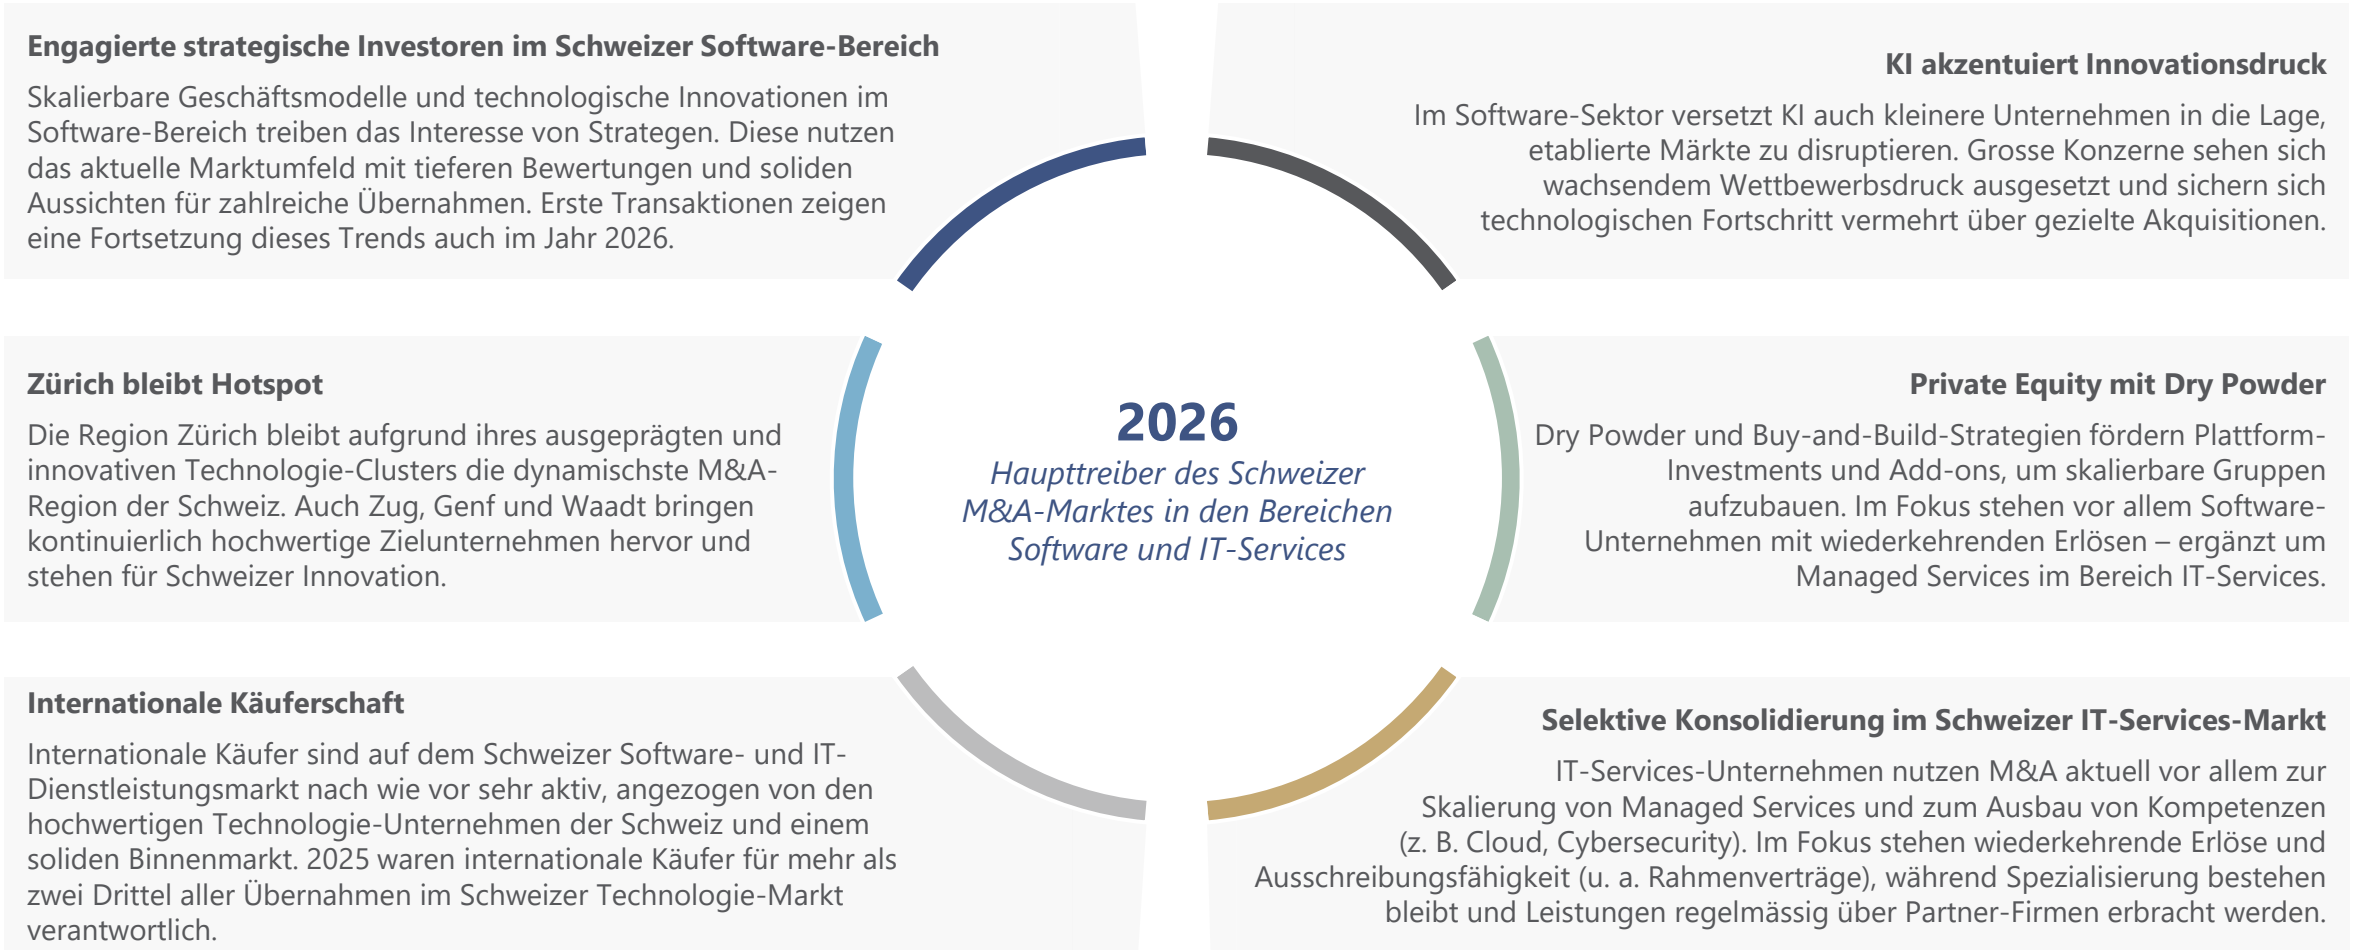 Engagierte strategische Investoren im Schweizer Software-Bereich
Skalierbare Geschäftsmodelle und technologische Innovationen im
Software-Bereich treiben das Interesse von Strategen. Diese nutzen
das aktuelle Marktumfeld mit tieferen Bewertungen und soliden
Aussichten für zahlreiche Übernahmen. Erste Transaktionen zeigen
eine Fortsetzung dieses Trends auch im Jahr 2026.
KI akzentuiert Innovationsdruck
Im Software-Sektor versetzt KI auch kleinere Unternehmen in die Lage,
etablierte Märkte zu disruptieren. Grosse Konzerne sehen sich
wachsendem Wettbewerbsdruck ausgesetzt und sichern sich
technologischen Fortschritt vermehrt über gezielte Akquisitionen.
Zürich bleibt Hotspot
Die Region Zürich bleibt aufgrund ihres ausgeprägten und
innovativen Technologie-Clusters die dynamischste M&A-
Region der Schweiz. Auch Zug, Genf und Waadt bringen
kontinuierlich hochwertige Zielunternehmen hervor und
stehen für Schweizer Innovation.
2026
Haupttreiber des Schweizer
M&A-Marktes in den Bereichen
Software und IT-Services
Private Equity mit Dry Powder
Dry Powder und Buy-and-Build-Strategien fördern Plattform-
Investments und Add-ons, um skalierbare Gruppen
aufzubauen. Im Fokus stehen vor allem Software-
Unternehmen mit wiederkehrenden Erlösen – ergänzt um
Managed Services im Bereich IT-Services.
Internationale Käuferschaft
Internationale Käufer sind auf dem Schweizer Software- und IT-
Dienstleistungsmarkt nach wie vor sehr aktiv, angezogen von den
hochwertigen Technologie-Unternehmen der Schweiz und einem
soliden Binnenmarkt. 2025 waren internationale Käufer für mehr als
zwei Drittel aller Übernahmen im Schweizer Technologie-Markt
verantwortlich.
Selektive Konsolidierung im Schweizer IT-Services-Markt
IT-Services-Unternehmen nutzen M&A aktuell vor allem zur
Skalierung von Managed Services und zum Ausbau von Kompetenzen
(z. B. Cloud, Cybersecurity). Im Fokus stehen wiederkehrende Erlöse und
Ausschreibungsfähigkeit (u. a. Rahmenverträge), während Spezialisierung bestehen
bleibt und Leistungen regelmässig über Partner-Firmen erbracht werden.